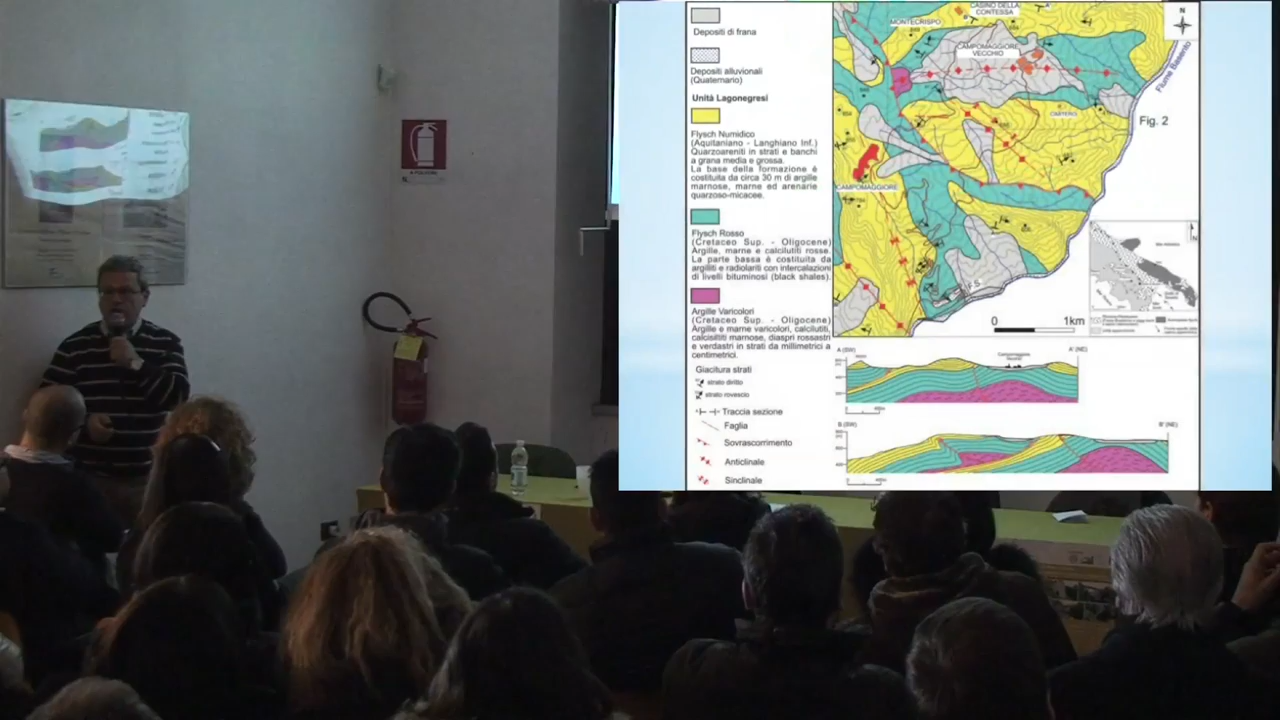 Depositi di frana
Depositi alluvionali
(Quaternario)
Unità Lagonegresi
Flysch Numidico
(Aquitaniano - Langhiano Inf.)
Quarzoareniti in strati e banchi
a grana media e grossa.
La base della formazione è
costituita da circa 30 m di argille
marnose, marne ed arenarie
quarzoso-micacee.
Flysch Rosso
(Cretaceo Sup. - Oligocene)
Argille, marne e calcilutiti rosse.
La parte bassa è costituita da
argilliti e radiolariti con intercalazioni
di livelli bituminosi (black shales).
Argille Varicolori
(Cretaceo Sup. - Oligocene)
Argille e marne varicolori, calcilutiti,
calcisiltiti marnose, diaspri rossastri
e verdastri in strati da millimetrici a
centimetrici.
Giacitura strati
strato diritto
strato rovescio
Traccia sezione
Faglia
Sovrascorrimento
Anticlinale
Sinclinale
CASINO DELLA
CONTESSA
MONTECRISPO
CAMPOMAGGIORE
VECCHIO
CAMPOMAGGIORE
Fiume Basento
N
Fig. 2
F.S.
0 1km
A (SW)
A' (NE)
B (SW)
B' (NE)